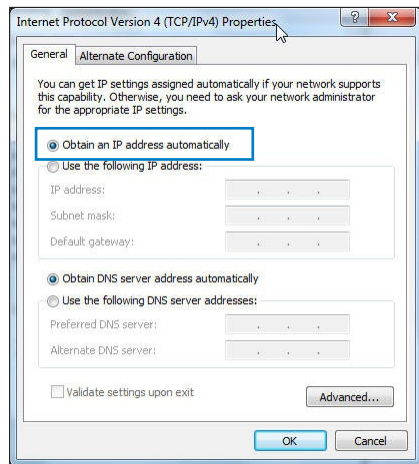 Internet Protocol Version 4 (TCP/IPv4) Properties
General
Alternate Configuration
You can get IP settings assigned automatically if your network supports
this capability. Otherwise, you need to ask your network administrator
for the appropriate IP settings.
Obtain an IP address automatically
Use the following IP address:
IP address:
Subnet mask:
Default gateway:
Obtain DNS server address automatically
Use the following DNS server addresses:
Preferred DNS server:
Alternate DNS server:
Validate settings upon exit
Advanced...
OK
Cancel